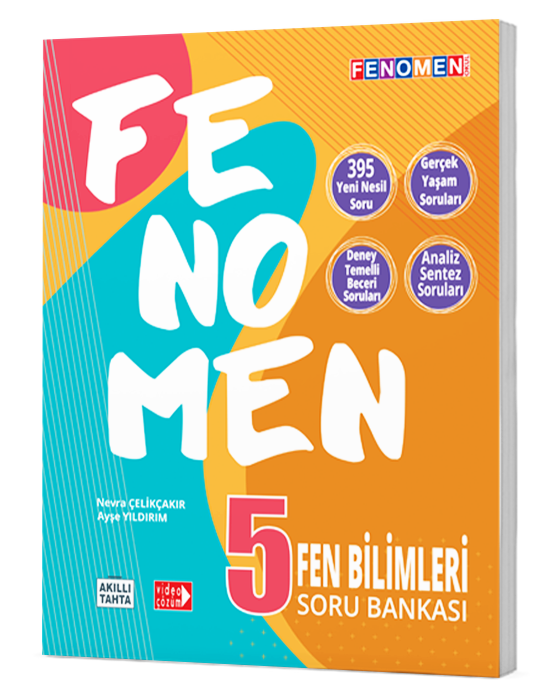 FENOMEN
OKUL
FE
NO
MEN
395
Yeni Nesil
Soru
Gerçek
Yaşam
Soruları
Deney
Temelli
Beceri
Soruları
Analiz
Sentez
Soruları
Nevra ÇELİKÇAKIR
Ayşe YILDIRIM
AKILLI
TAHTA
video
çözüm
5
FEN BİLİMLERİ
SORU BANKASI